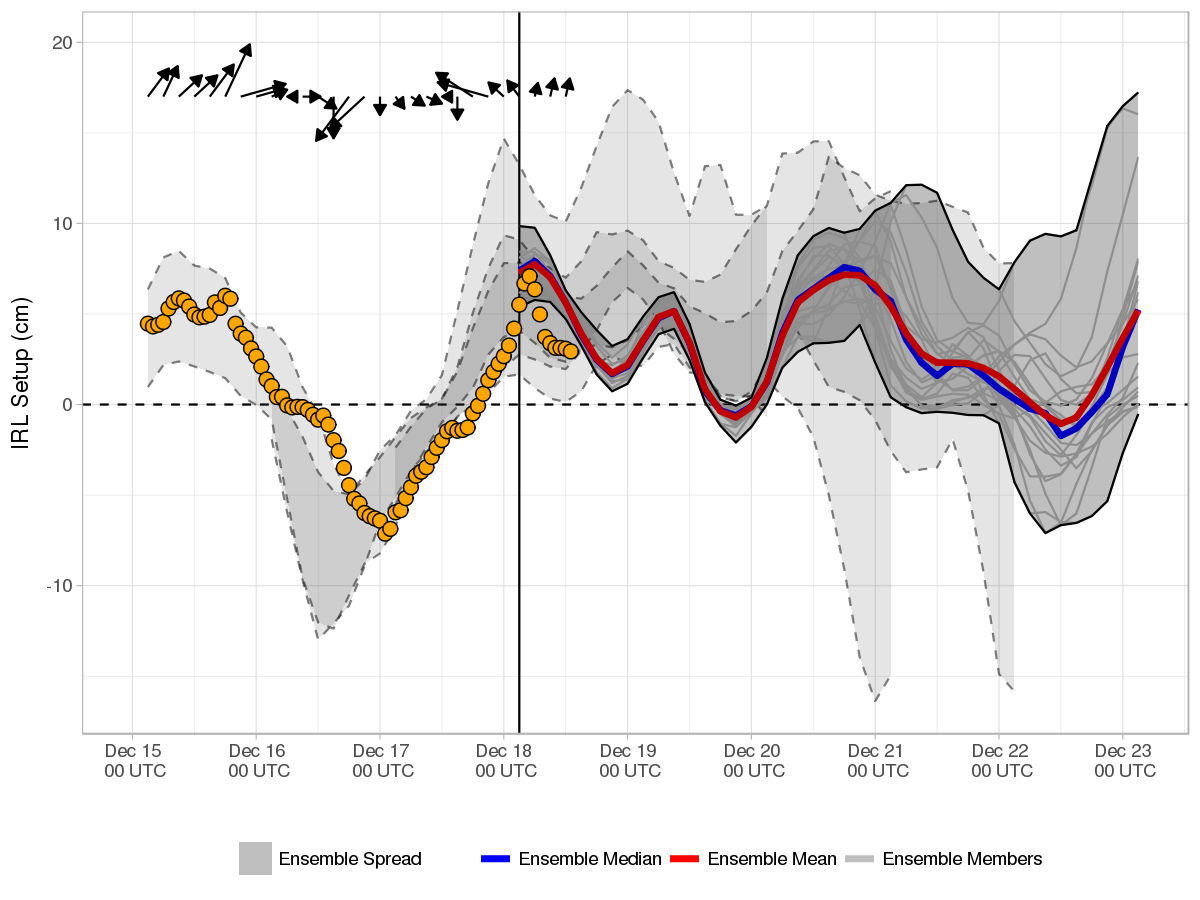 IRL Setup (cm)
20
10
0
-10
Dec 15 Dec 16 Dec 17 Dec 18 Dec 19 Dec 20 Dec 21 Dec 22 Dec 23
00 UTC 00 UTC 00 UTC 00 UTC 00 UTC 00 UTC 00 UTC 00 UTC 00 UTC
Ensemble Spread Ensemble Median Ensemble Mean Ensemble Members